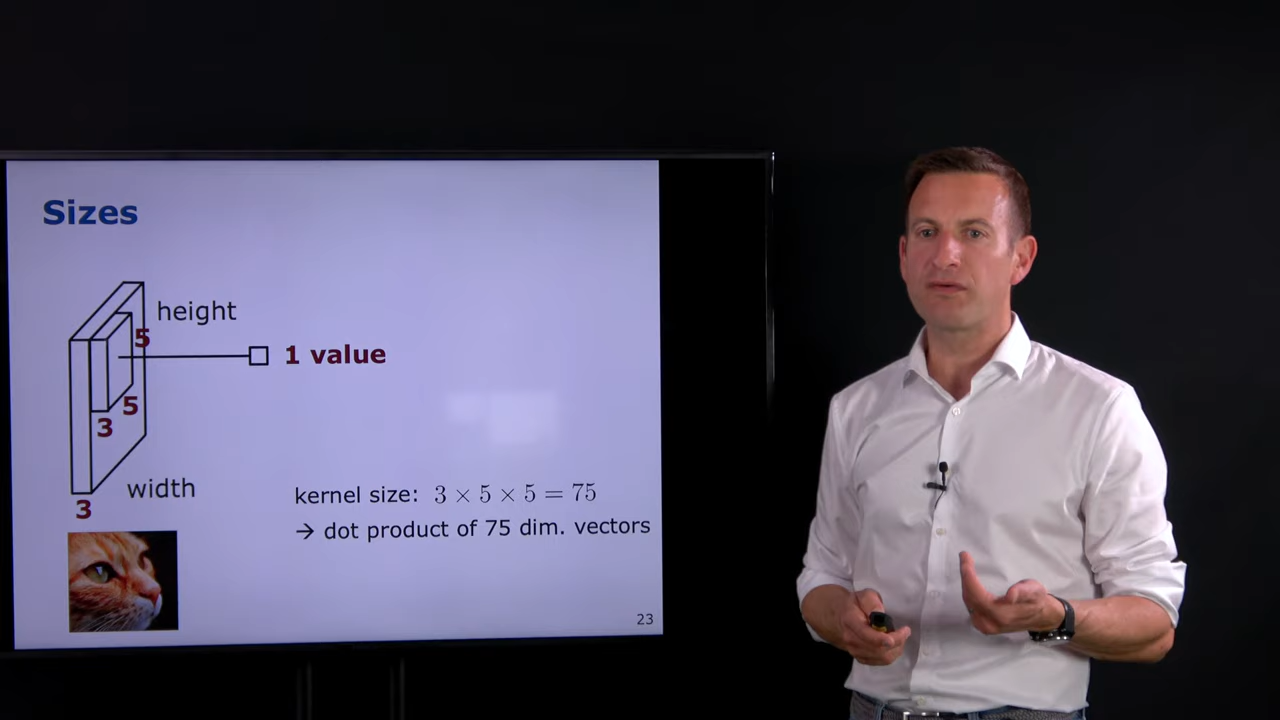 Sizes
height
5
1 value
5
3
width
3
kernel size: 3 × 5 × 5 = 75
→ dot product of 75 dim. vectors
23